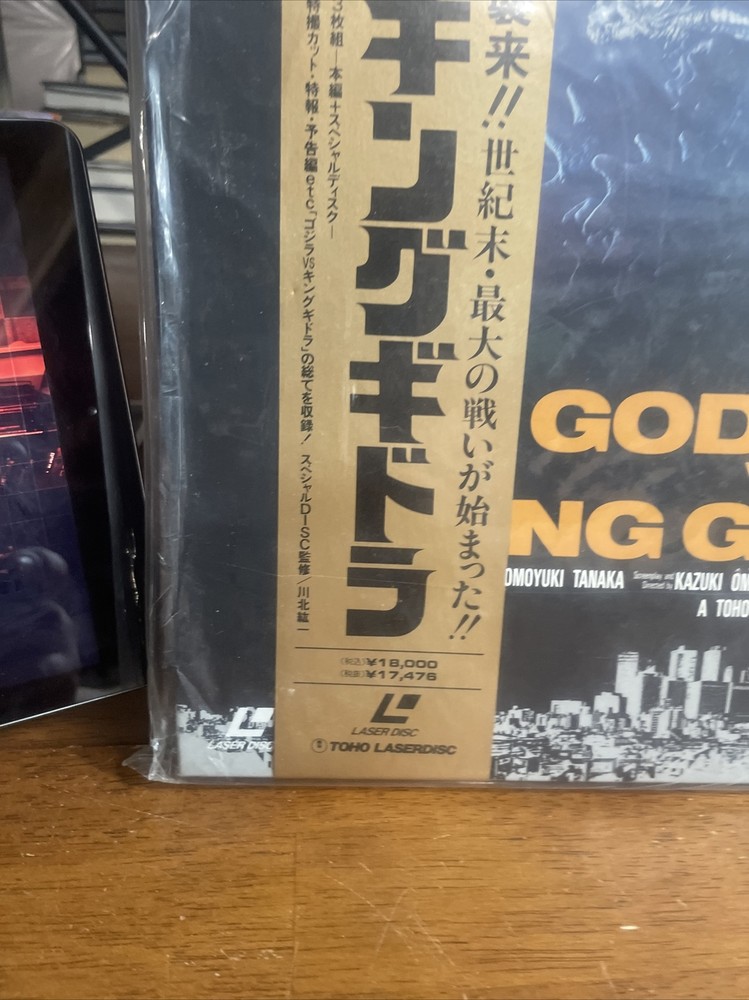 襲来!!世紀末・最大の戦いが始まった!!
キングギドラ
3枚組―本編+スペシャルディスク―
特撮カット・特報・予告編etc「ゴジラVSキングギドラ」の総てを収録! スペシャルDISC監修/川北紘一
(税込)¥18,000
(税抜)¥17,476
LASER DISC
TOHO LASERDISC
LASER DISC
GOD
NG G
OMOYUKI TANAKA Screenplay and Directed by KAZUKI ÔM
A TOHO